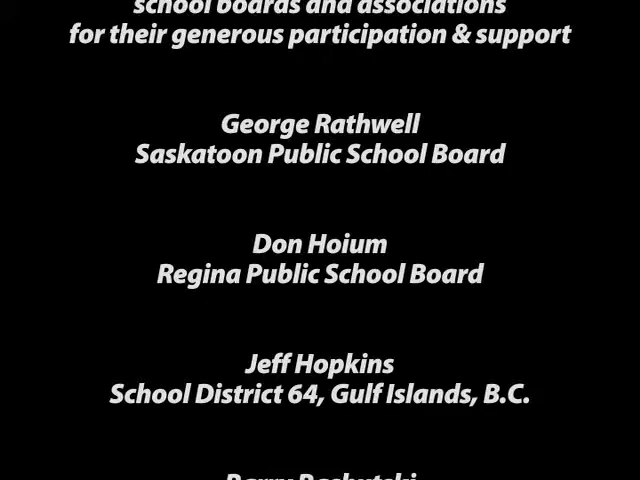 school boards and associations
for their generous participation & support
George Rathwell
Saskatoon Public School Board
Don Hoium
Regina Public School Board
Jeff Hopkins
School District 64, Gulf Islands, B.C.